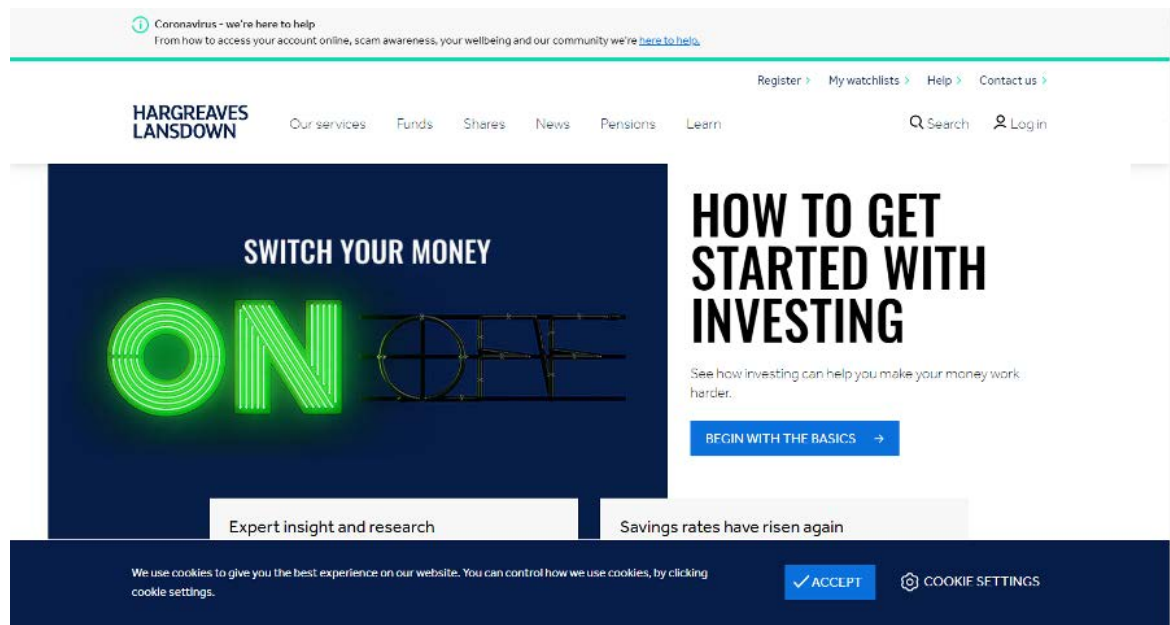 Coronavirus - we're here to help
From how to access your account online, scam awareness, your wellbeing and our community we're here to help.
Register > My watchlists > Help > Contact us >
HARGREAVES
LANSDOWN
Our services Funds Shares News Pensions Learn
Search Log in
SWITCH YOUR MONEY
ON OFF
HOW TO GET
STARTED WITH
INVESTING
See how investing can help you make your money work
harder.
BEGIN WITH THE BASICS →
Expert insight and research
Savings rates have risen again
We use cookies to give you the best experience on our website. You can control how we use cookies, by clicking
cookie settings.
ACCEPT
COOKIE SETTINGS